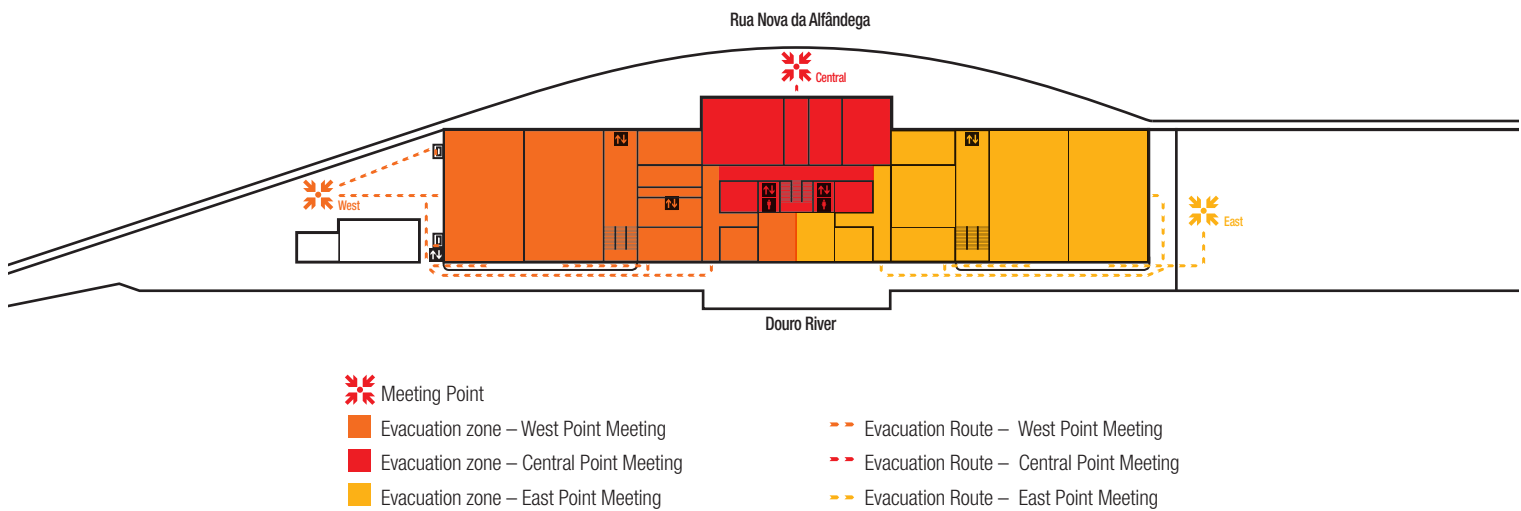 Rua Nova da Alfândega
Central
West
East
Douro River
Meeting Point
Evacuation zone – West Point Meeting
Evacuation zone – Central Point Meeting
Evacuation zone – East Point Meeting
Evacuation Route – West Point Meeting
Evacuation Route – Central Point Meeting
Evacuation Route – East Point Meeting